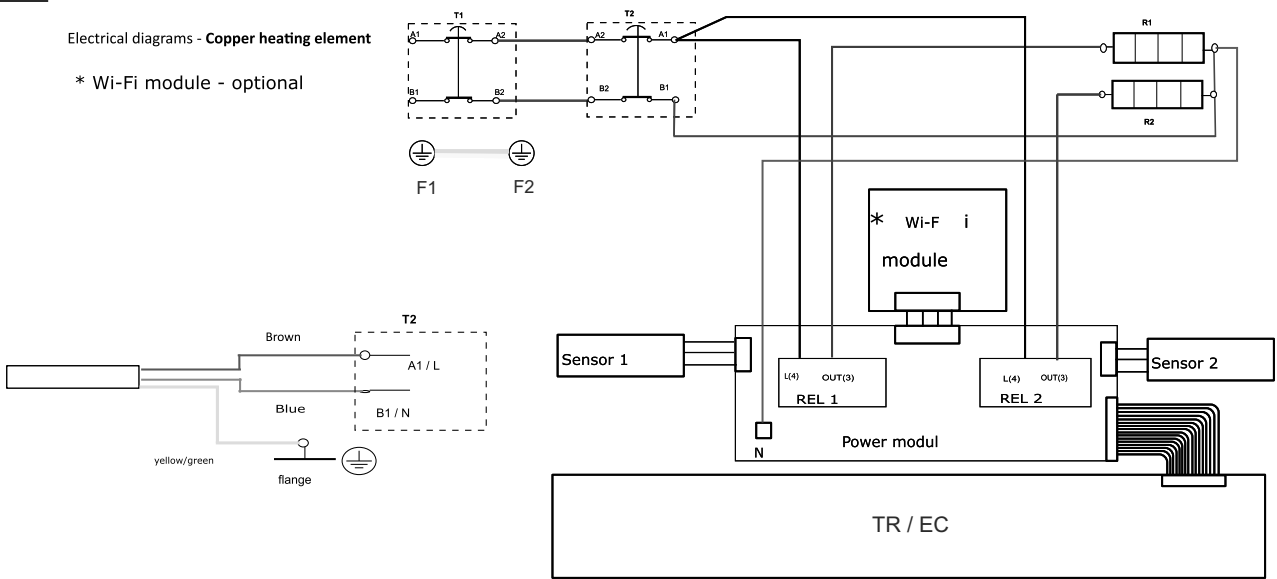 Electrical diagrams - Copper heating element
* Wi-Fi module - optional
T1
T2
R1
A1
A2
A2
A1
B1
B2
B2
B1
R2
F1
F2
* Wi-F i
module
T2
Brown
A1 / L
Blue
B1 / N
yellow/green
flange
Sensor 1
Sensor 2
L(4)
OUT(3)
REL 1
L(4)
OUT(3)
REL 2
Power modul
N
TR / EC